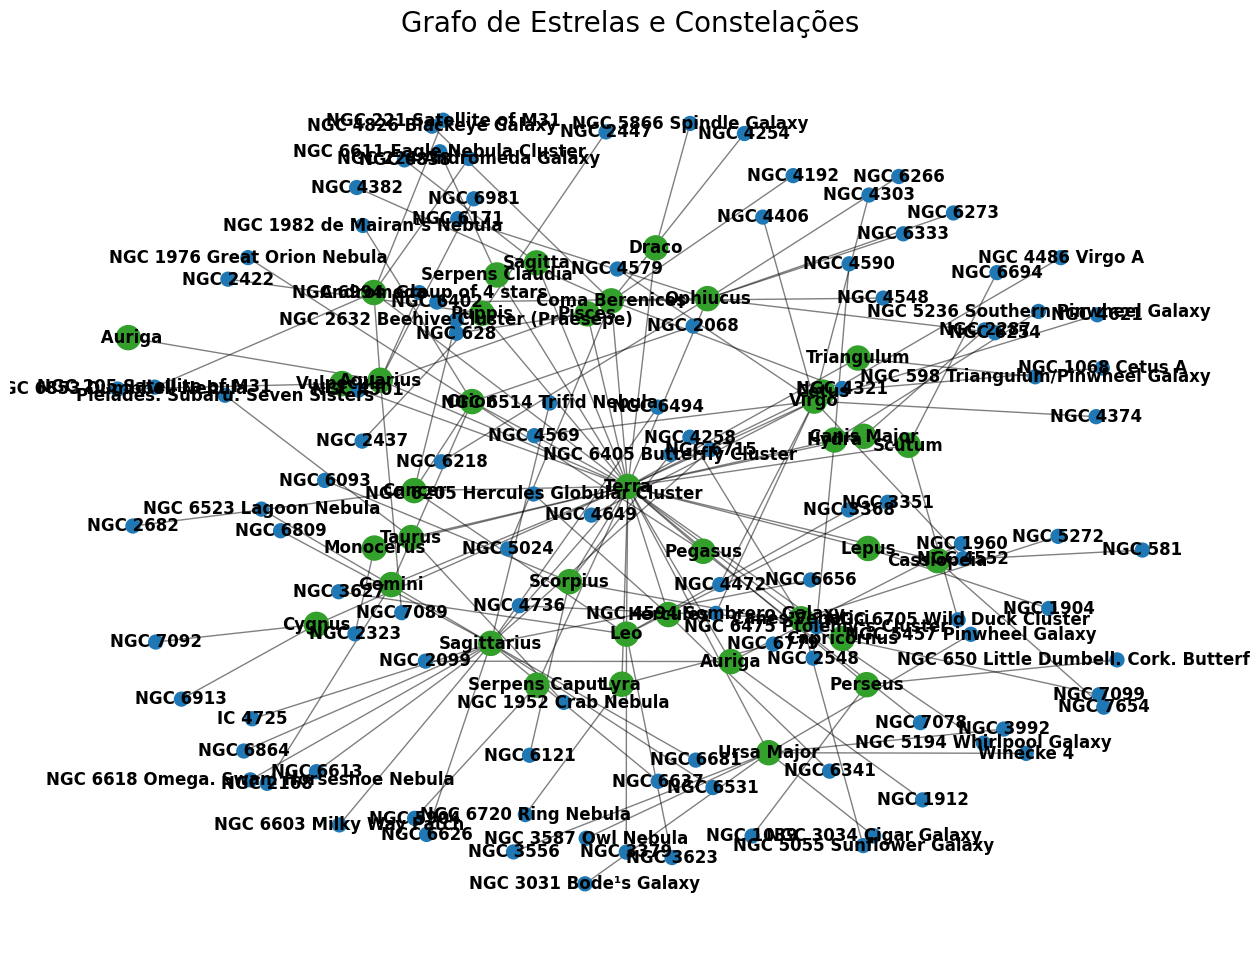 Grafo de Estrelas e Constelações
NGC 221 Satellite of M31
NGC 4826 Blackeye Galaxy
NGC 5866 Spindle Galaxy
NGC 2447
NGC 4254
NGC 6611 Eagle Nebula Cluster
NGC 224 Andromeda Galaxy
NGC 6838
NGC 4192
NGC 6266
NGC 4382
NGC 4303
NGC 6981
NGC 6273
NGC 6171
NGC 4406
NGC 1982 de Mairan's Nebula
NGC 6333
Draco
NGC 1976 Great Orion Nebula
NGC 4486 Virgo A
Sagitta
NGC 4590
NGC 4579
NGC 6694
Serpens Claudia
NGC 2422
NGC 6994 Group of 4 stars
Andromeda
Ophiucus
NGC 4548
Coma Berenices
NGC 6402
NGC 5236 Southern Pinwheel Galaxy
Puppis
Pisces
NGC 4621
NGC 2632 Beehive Cluster (Praesepe)
NGC 2068
NGC 2287
NGC 6254
NGC 628
Auriga
Triangulum
NGC 1068 Cetus A
NGC 598 Triangulum/Pinwheel Galaxy
Aquarius
Vulpecula
NGC 205 Satellite of M31
NGC 4321
Pleiades. Subaru. Seven Sisters
Orion
Virgo
NGC 6514 Trifid Nebula
NGC 6494
NGC 4374
NGC 4569
NGC 4258
Canis Major
Hydra
NGC 2437
Scutum
NGC 6715
NGC 6405 Butterfly Cluster
NGC 6218
NGC 6093
Terra
Cancer
NGC 6205 Hercules Globular Cluster
NGC 3351
NGC 6523 Lagoon Nebula
NGC 3368
NGC 4649
NGC 2682
NGC 6809
Taurus
NGC 5272
NGC 1960
Monocerus
NGC 5024
Pegasus
Lepus
NGC 581
NGC 4552
Cassiopeia
Scorpius
NGC 6656
Gemini
NGC 4472
NGC 3627
NGC 4736
NGC 1904
NGC 7089
NGC 4594 Sombrero Galaxy
Hercules
NGC 6705 Wild Duck Cluster
Cygnus
NGC 6475 Ptolemy's Cluster
NGC 2323
Leo
NGC 5457 Pinwheel Galaxy
Capricornus
NGC 7092
Sagittarius
NGC 6779
NGC 2548
NGC 650 Little Dumbell. Cork. Butterf
NGC 2099
Auriga
Serpens Caput
Lyra
Perseus
NGC 7099
NGC 6913
NGC 1952 Crab Nebula
NGC 7654
IC 4725
NGC 7078
NGC 3992
NGC 5194 Whirlpool Galaxy
NGC 6864
Ursa Major
Winecke 4
NGC 6121
NGC 6681
NGC 6613
NGC 6341
NGC 6618 Omega. Swan. Horseshoe Nebula
NGC 2168
NGC 6637
NGC 6531
NGC 1912
NGC 6720 Ring Nebula
NGC 5904
NGC 6603 Milky Way Patch
NGC 6626
NGC 1039
NGC 3034 Cigar Galaxy
NGC 3587 Owl Nebula
NGC 5055 Sunflower Galaxy
NGC 3556
NGC 3379
NGC 3623
NGC 3031 Bode¹s Galaxy